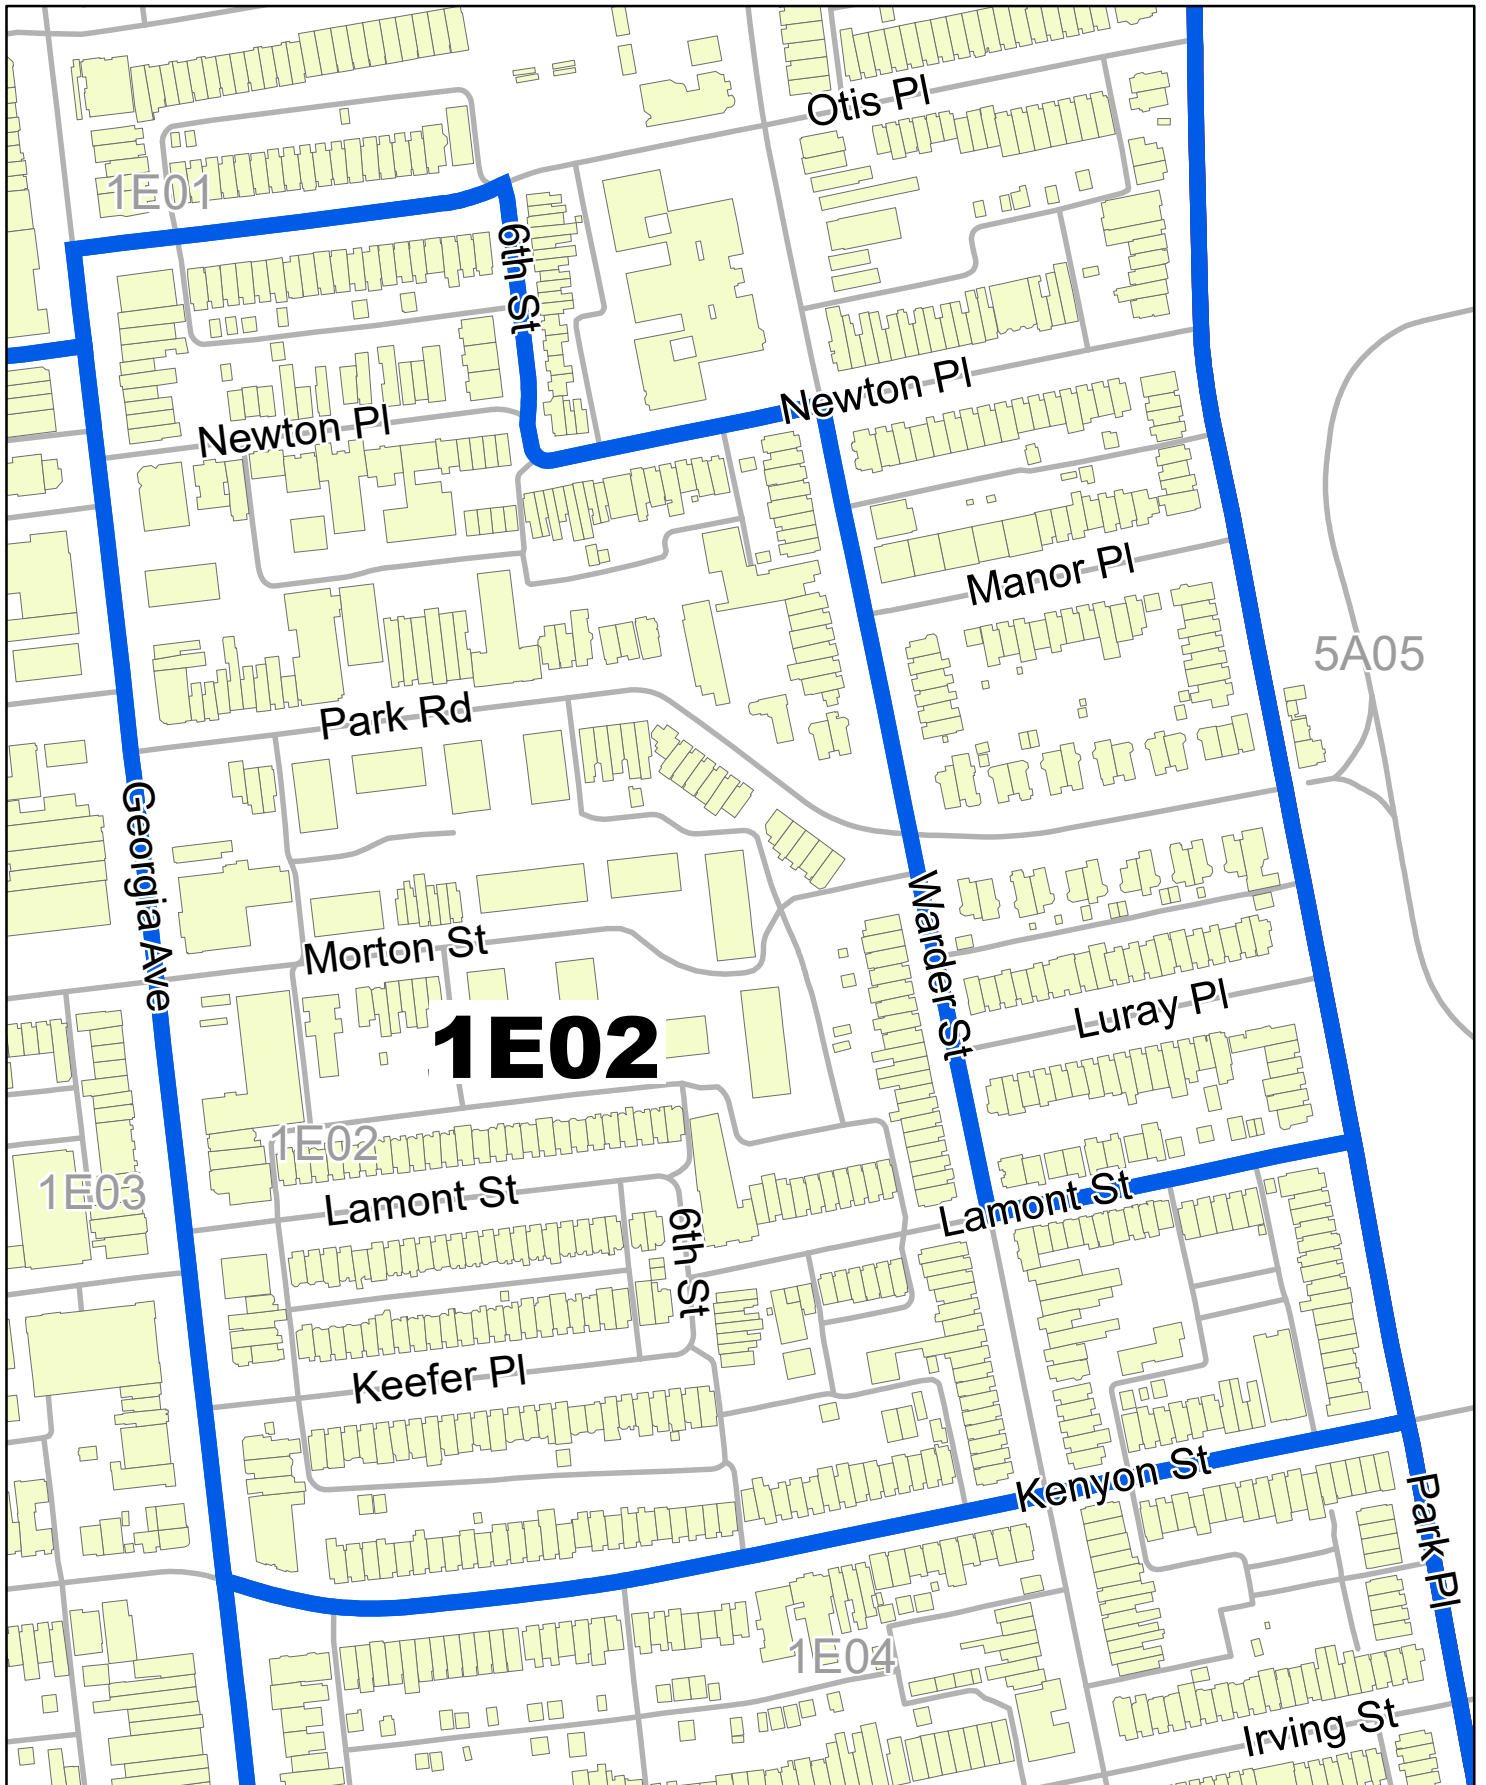 Otis Pl
1E01
6th St
Newton Pl
Newton Pl
Manor Pl
5A05
Park Rd
Georgia Ave
Warder St
Morton St
Luray Pl
1E02
1E02
1E03
Lamont St
Lamont St
6th St
Keefer Pl
Kenyon St
Park Pl
1E04
Irving St